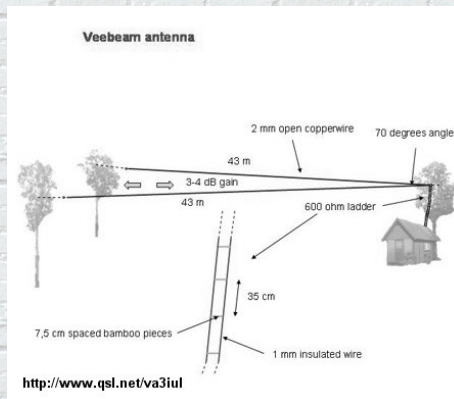 Veebeam antenna
2 mm open copperwire
70 degrees angle
43 m
3-4 dB gain
43 m
600 ohm ladder
35 cm
7,5 cm spaced bamboo pieces
1 mm insulated wire
http://www.qsl.net/va3iul